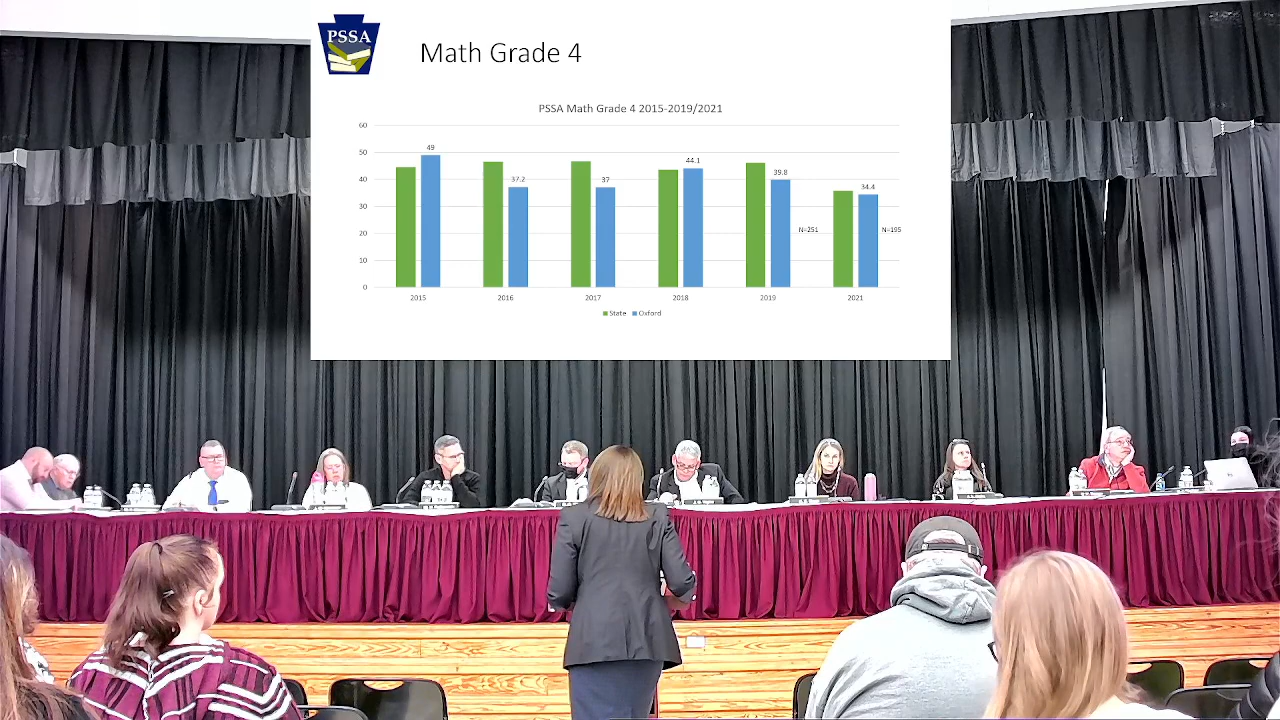 PSSA
Math Grade 4
PSSA Math Grade 4 2015-2019/2021
60
50
40
30
20
10
0
49
37.2
37
44.1
39.8
34.4
N=251
N=195
2015
2016
2017
2018
2019
2021
State
Oxford